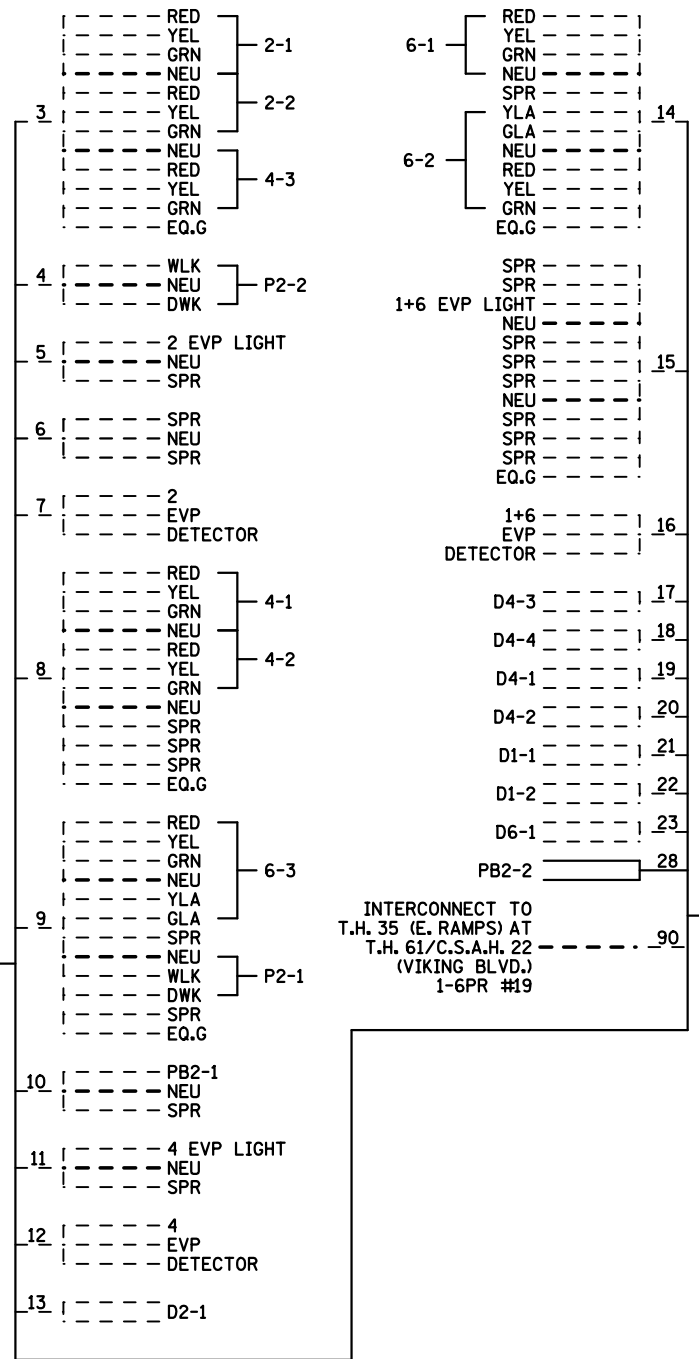 3
RED
YEL
GRN
NEU
RED
YEL
GRN
NEU
RED
YEL
GRN
EQ.G
2-1
2-2
4-3
4
WLK
NEU
DWK
P2-2
5
2 EVP LIGHT
NEU
SPR
6
SPR
NEU
SPR
7
2
EVP
DETECTOR
8
RED
YEL
GRN
NEU
RED
YEL
GRN
NEU
SPR
SPR
SPR
EQ.G
4-1
4-2
9
RED
YEL
GRN
NEU
YLA
GLA
SPR
NEU
WLK
DWK
SPR
EQ.G
6-3
P2-1
10
PB2-1
NEU
SPR
11
4 EVP LIGHT
NEU
SPR
12
4
EVP
DETECTOR
13
D2-1
6-1
6-2
RED
YEL
GRN
NEU
SPR
YLA
GLA
NEU
RED
YEL
GRN
EQ.G
14
SPR
SPR
1+6 EVP LIGHT
NEU
SPR
SPR
SPR
NEU
SPR
SPR
SPR
EQ.G
15
1+6
EVP
DETECTOR
16
D4-3 17
D4-4 18
D4-1 19
D4-2 20
D1-1 21
D1-2 22
D6-1 23
PB2-2 28
INTERCONNECT TO
T.H. 35 (E. RAMPS) AT
T.H. 61/C.S.A.H. 22
(VIKING BLVD.)
1-6PR #19
90